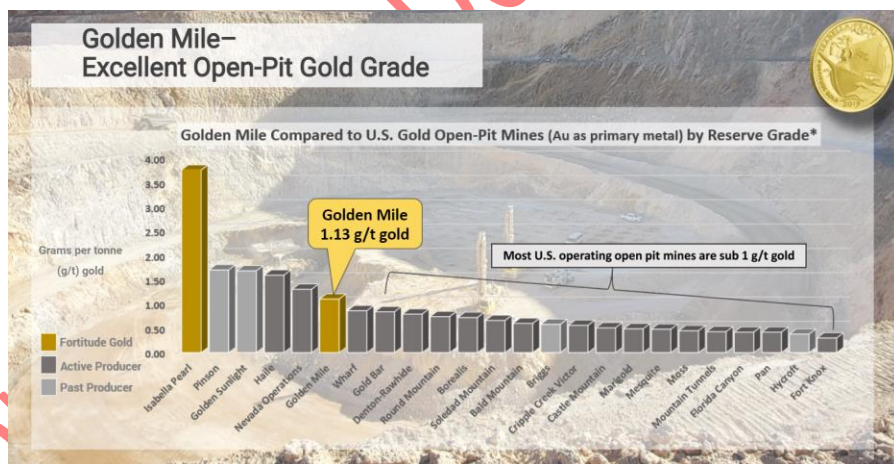 Golden Mile–
Excellent Open-Pit Gold Grade
Golden Mile Compared to U.S. Gold Open-Pit Mines (Au as primary metal) by Reserve Grade*
4.00
3.50
3.00
2.50
2.00
1.50
1.00
0.50
0.00
Grams per tonne
(g/t) gold
Golden Mile
1.13 g/t gold
Most U.S. operating open pit mines are sub 1 g/t gold
Fortitude Gold
Active Producer
Past Producer
Isabella Pearl
Pinson
Golden Sunlight
Haile
Nevada Operations
Golden Mile
Wharf
Gold Bar
Denton-Rawhide
Round Mountain
Borealis
Soledad Mountain
Bald Mountain
Briggs
Cripple Creek Victor
Castle Mountain
Marigold
Mesquite
Moss
Mountain Tunnels
Florida Canyon
Pan
Hycroft
Fort Knox